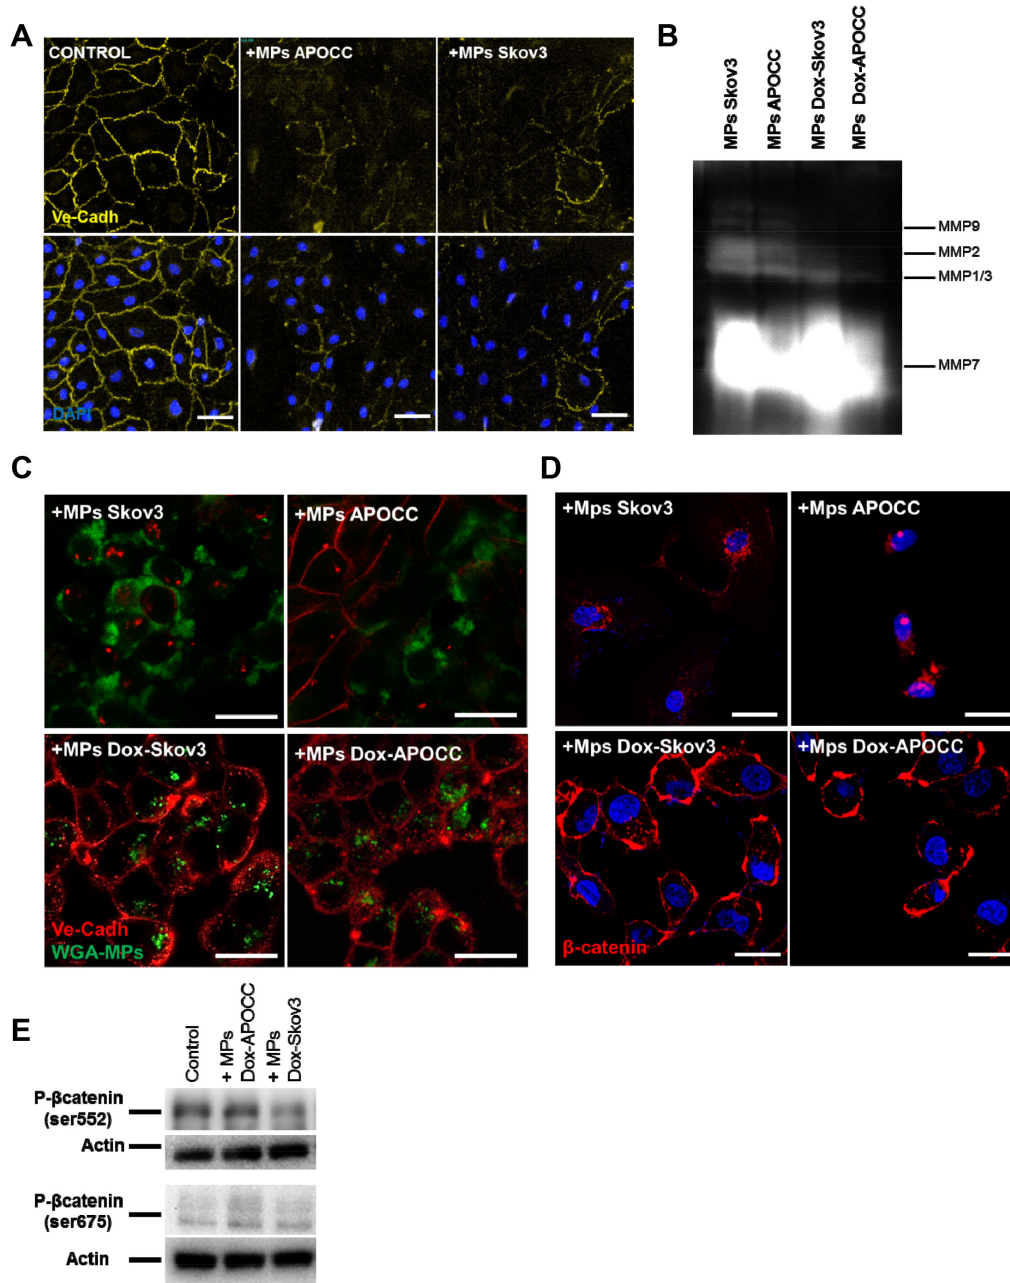 A
CONTROL
+MPs APOCC
+MPs Skov3
Ve-Cadh
DAPI
B
MPs Skov3
MPs APOCC
MPs Dox-Skov3
MPs Dox-APOCC
MMP9
MMP2
MMP1/3
MMP7
C
+MPs Skov3
+MPs APOCC
+MPs Dox-Skov3
+MPs Dox-APOCC
Ve-Cadh
WGA-MPs
D
+Mps Skov3
+Mps APOCC
+Mps Dox-Skov3
+Mps Dox-APOCC
β-catenin
E
Control
+ MPs
Dox-APOCC
+ MPs
Dox-Skov3
P-βcatenin
(ser552)
Actin
P-βcatenin
(ser675)
Actin